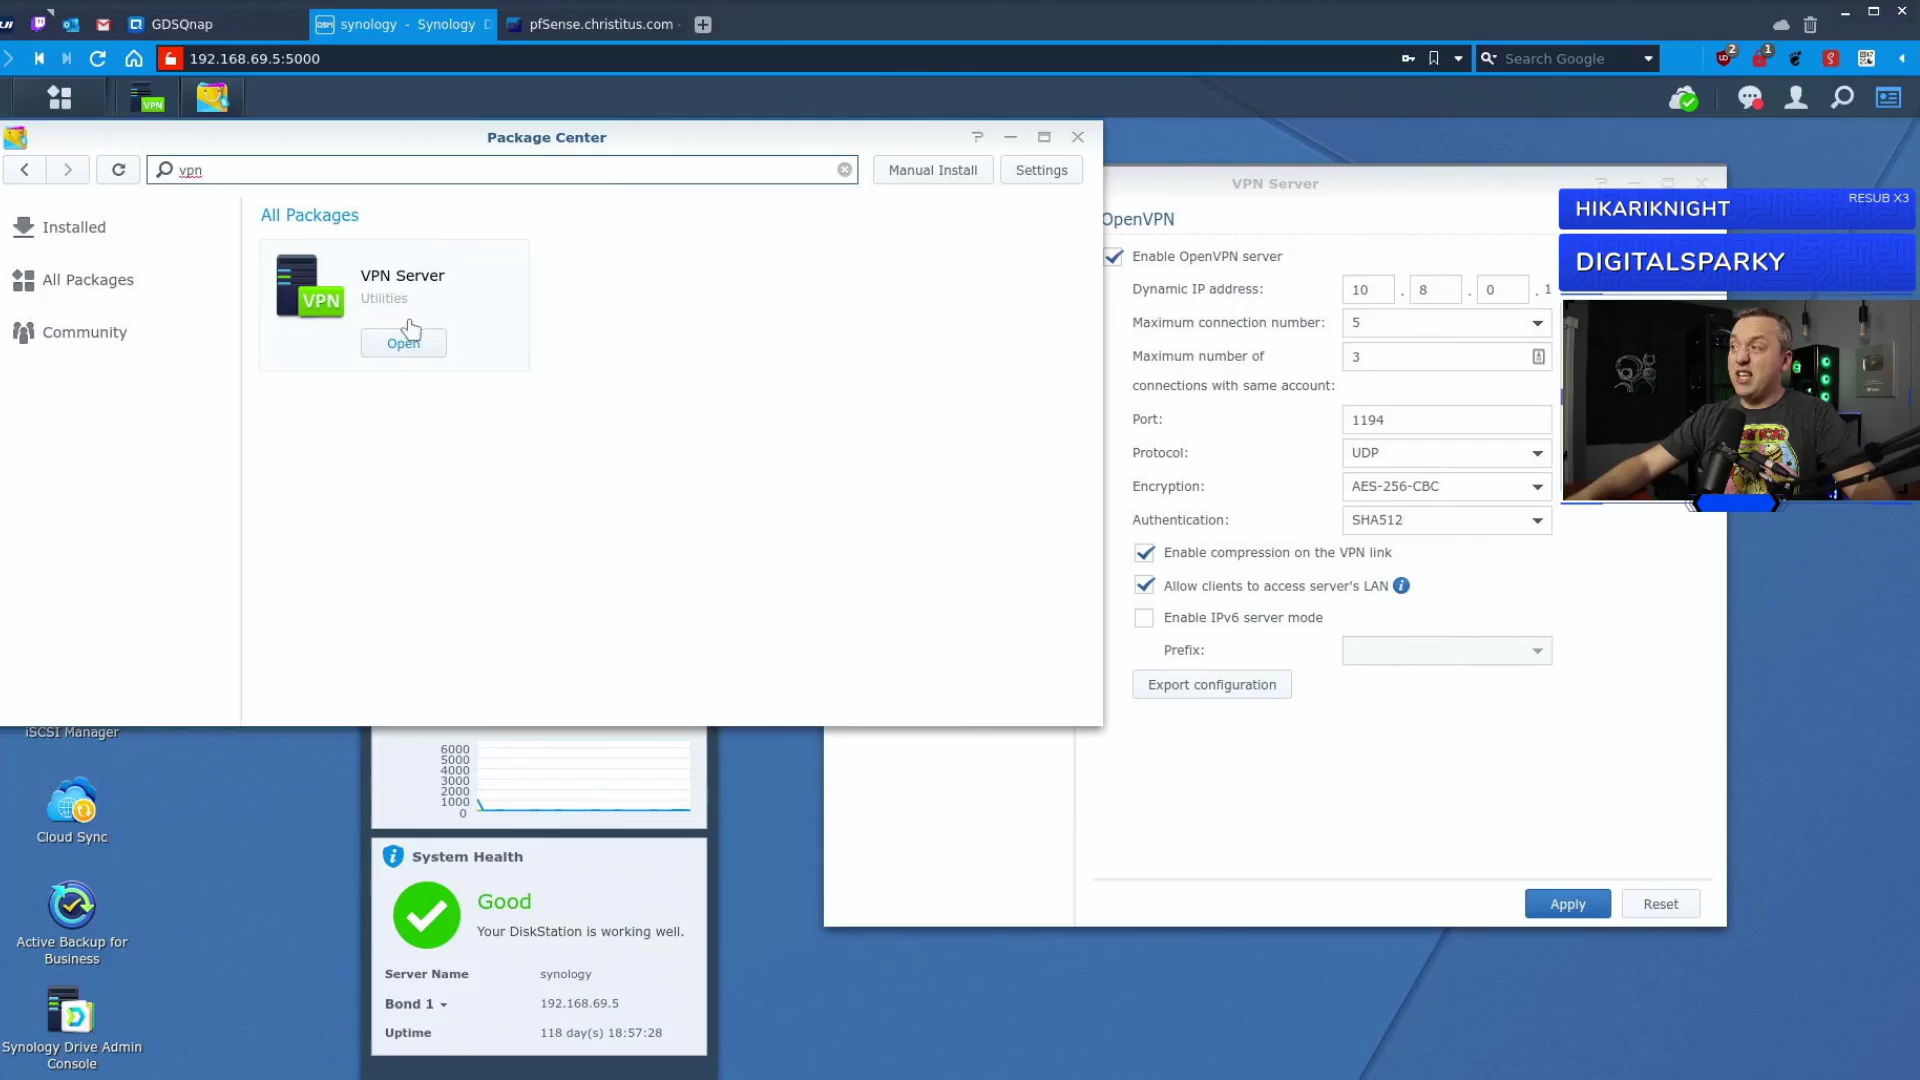 GDSQnap
synology - Synology D
pfSense.christitus.com
192.168.69.5:5000
Search Google
2
1
VPN
Package Center
vpn
Manual Install
Settings
Installed
All Packages
Community
All Packages
VPN
VPN Server
Utilities
Open
VPN Server
OpenVPN
Enable OpenVPN server
Dynamic IP address:
10 . 8 . 0 . 1
Maximum connection number:
5
Maximum number of
connections with same account:
3
Port:
1194
Protocol:
UDP
Encryption:
AES-256-CBC
Authentication:
SHA512
Enable compression on the VPN link
Allow clients to access server's LAN
Enable IPv6 server mode
Prefix:
Export configuration
Apply
Reset
HIKARIKNIGHT
RESUB X3
DIGITALSPARKY
iSCSI Manager
Cloud Sync
Active Backup for
Business
Synology Drive Admin
Console
6000
5000
4000
3000
2000
1000
0
System Health
Good
Your DiskStation is working well.
Server Name
synology
Bond 1
192.168.69.5
Uptime
118 day(s) 18:57:28